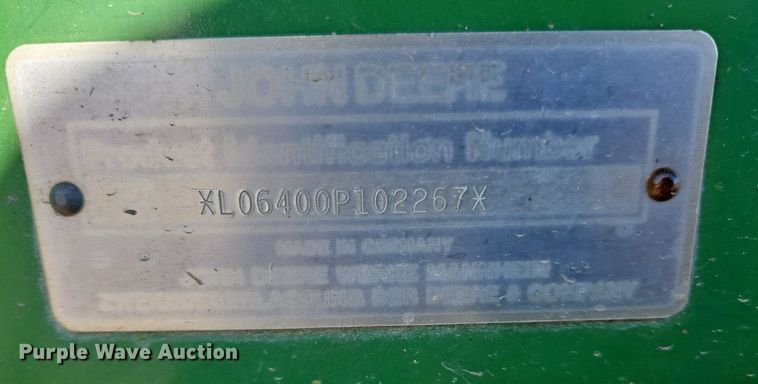 JOHN DEERE
Product Identification Number
*L06400P102267*
MADE IN GERMANY
JOHN DEERE WERKE MANNHEIM
ZWEIGNIEDERLASSUNG DER DEERE & COMPANY
Purple Wave Auction